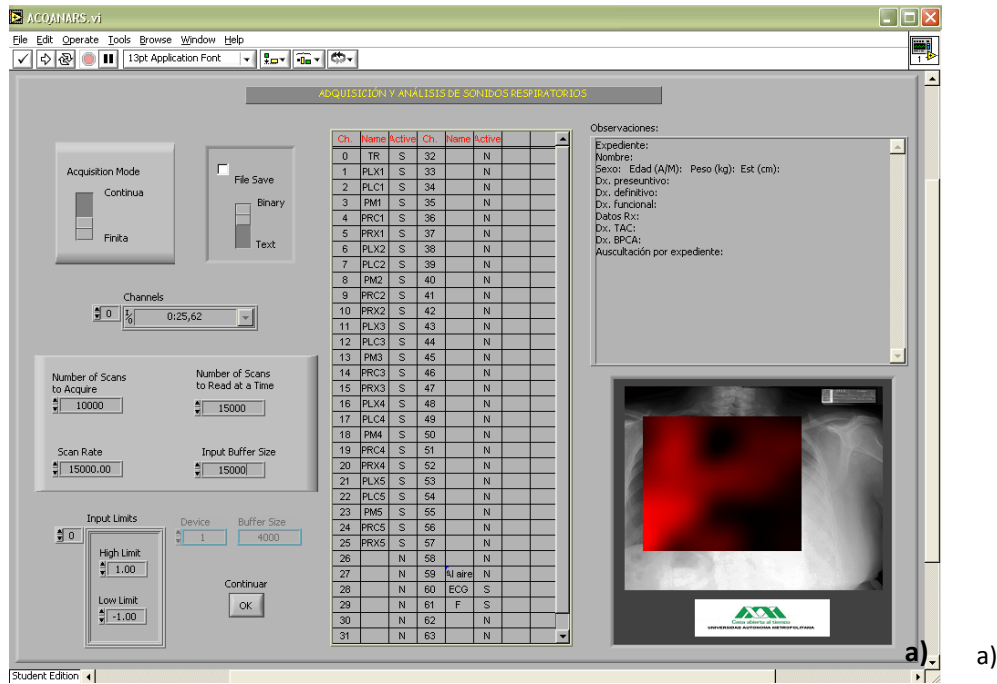 ACQANARS.vi
File Edit Operate Tools Browse Window Help
13pt Application Font
1
ADQUISICIÓN Y ANÁLISIS DE SONIDOS RESPIRATORIOS
Acquisition Mode
Continua
Finita
File Save
Binary
Text
Channels
0 I/0 0:25,62
Number of Scans
to Acquire
10000
Number of Scans
to Read at a Time
15000
Scan Rate
15000.00
Input Buffer Size
15000
Input Limits
0
High Limit
1.00
Low Limit
-1.00
Device
1
Buffer Size
4000
Continuar
OK
Ch. Name Active Ch. Name Active
0 TR S 32 N
1 PLX1 S 33 N
2 PLC1 S 34 N
3 PM1 S 35 N
4 PRC1 S 36 N
5 PRX1 S 37 N
6 PLX2 S 38 N
7 PLC2 S 39 N
8 PM2 S 40 N
9 PRC2 S 41 N
10 PRX2 S 42 N
11 PLX3 S 43 N
12 PLC3 S 44 N
13 PM3 S 45 N
14 PRC3 S 46 N
15 PRX3 S 47 N
16 PLX4 S 48 N
17 PLC4 S 49 N
18 PM4 S 50 N
19 PRC4 S 51 N
20 PRX4 S 52 N
21 PLX5 S 53 N
22 PLC5 S 54 N
23 PM5 S 55 N
24 PRC5 S 56 N
25 PRX5 S 57 N
26 N 58 N
27 N 59 Al aire N
28 N 60 ECG S
29 N 61 F S
30 N 62 N
31 N 63 N
Observaciones:
Expediente:
Nombre:
Sexo: Edad (A/M): Peso (kg): Est (cm):
Dx. preseuntivo:
Dx. definitivo:
Dx. funcional:
Datos Rx:
Dx. TAC:
Dx. BPCA:
Auscultación por expediente:
Casa abierta al tiempo
UNIVERSIDAD AUTONOMA METROPOLITANA
a)
a)
Student Edition